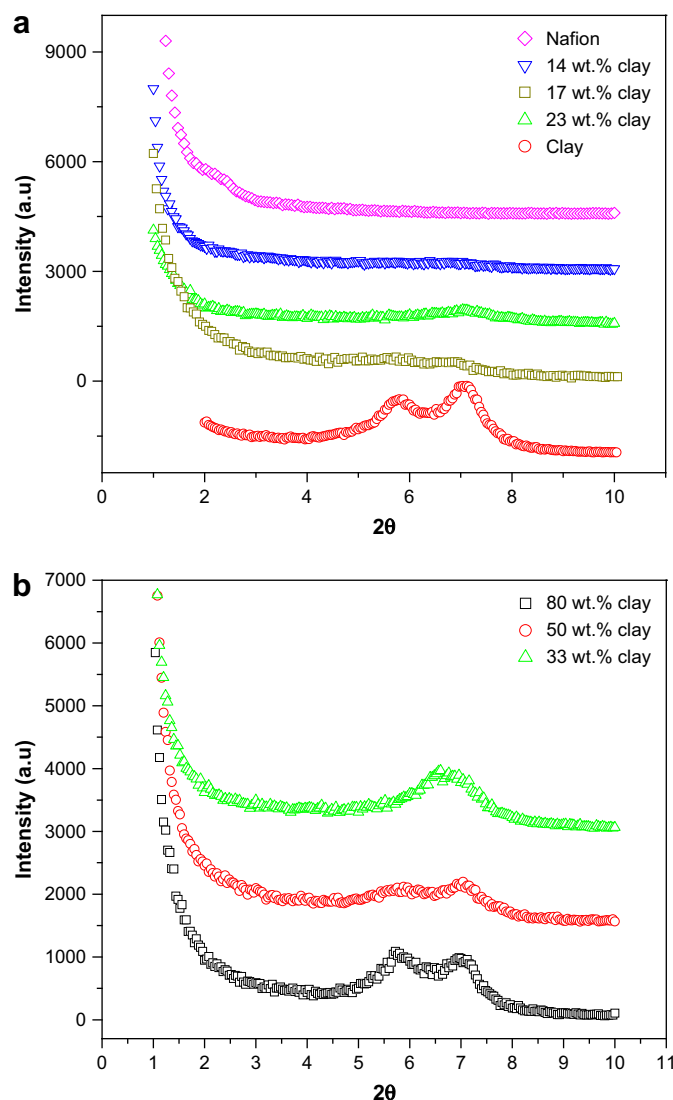 a
9000
6000
3000
0
Intensity (a.u)
Nafion
14 wt.% clay
17 wt.% clay
23 wt.% clay
Clay
0 2 4 6 8 10
2θ
b
7000
6000
5000
4000
3000
2000
1000
0
Intensity (a.u)
80 wt.% clay
50 wt.% clay
33 wt.% clay
0 1 2 3 4 5 6 7 8 9 10 11
2θ